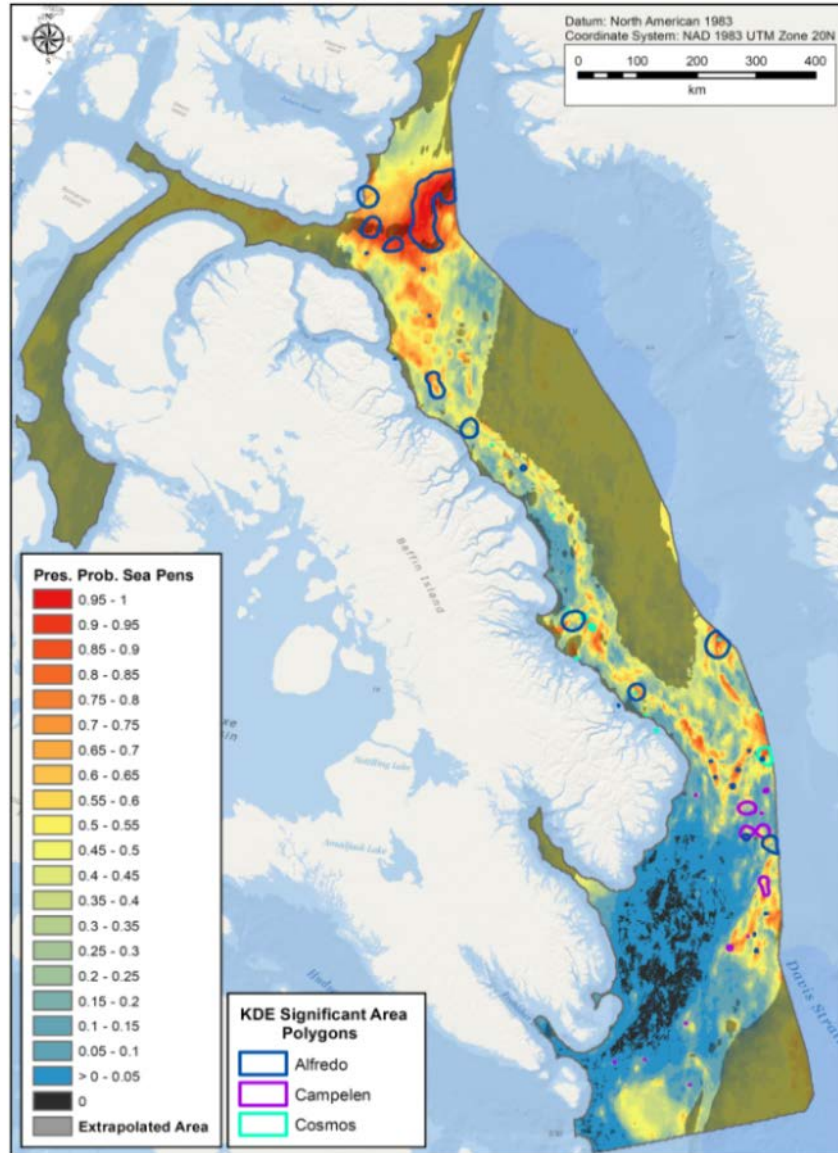 Datum: North American 1983
Coordinate System: NAD 1983 UTM Zone 20N
0 100 200 300 400
km
N
W E
S
Baffin Island
Nettilling Lake
Amadjuak Lake
Davis Strait
Pres. Prob. Sea Pens
0.95 - 1
0.9 - 0.95
0.85 - 0.9
0.8 - 0.85
0.75 - 0.8
0.7 - 0.75
0.65 - 0.7
0.6 - 0.65
0.55 - 0.6
0.5 - 0.55
0.45 - 0.5
0.4 - 0.45
0.35 - 0.4
0.3 - 0.35
0.25 - 0.3
0.2 - 0.25
0.15 - 0.2
0.1 - 0.15
0.05 - 0.1
> 0 - 0.05
0
Extrapolated Area
KDE Significant Area
Polygons
Alfredo
Campelen
Cosmos